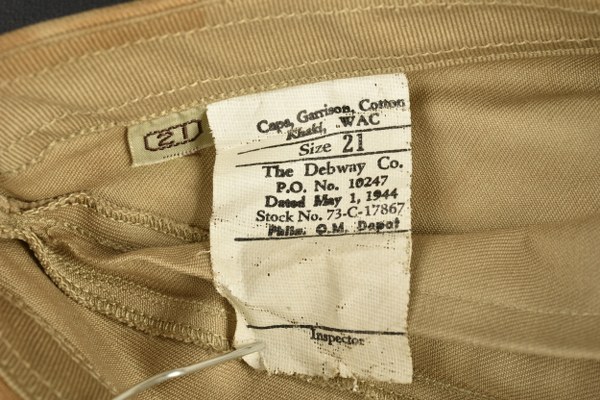 21
Caps, Garrison, Cotton
Khaki, WAC
Size 21
The Debway Co.
P.O. No. 10247
Dated May 1, 1944
Stock No. 73-C-17867
Phila. Q.M. Depot
Inspector